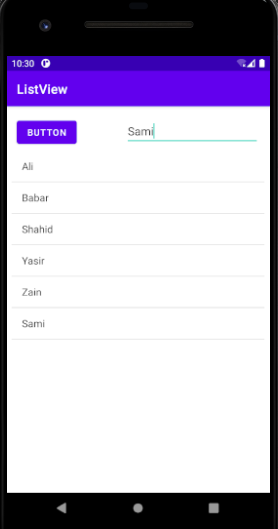 10:30
ListView
BUTTON Sami
Ali
Babar
Shahid
Yasir
Zain
Sami